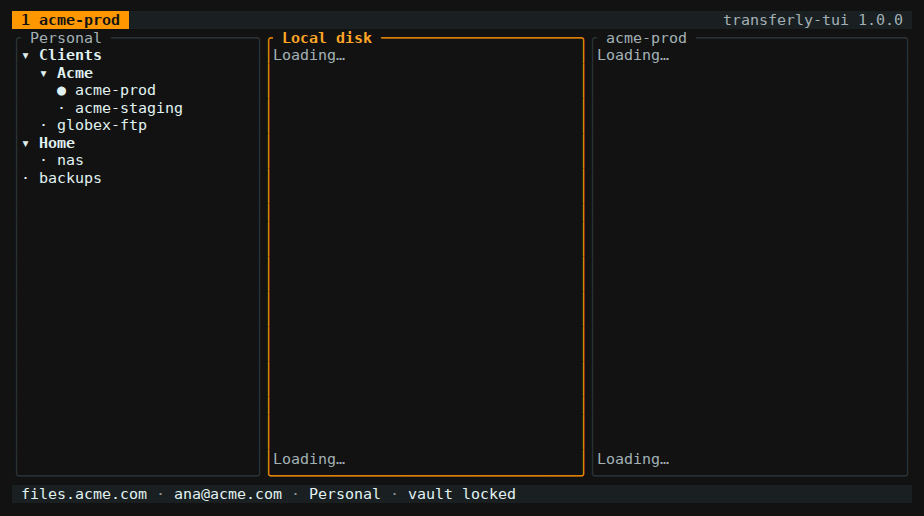 1 acme-prod
transferly-tui 1.0.0
Personal
▾ Clients
▾ Acme
● acme-prod
· acme-staging
· globex-ftp
▾ Home
· nas
· backups
Local disk
Loading…
Loading…
acme-prod
Loading…
Loading…
files.acme.com · ana@acme.com · Personal · vault locked